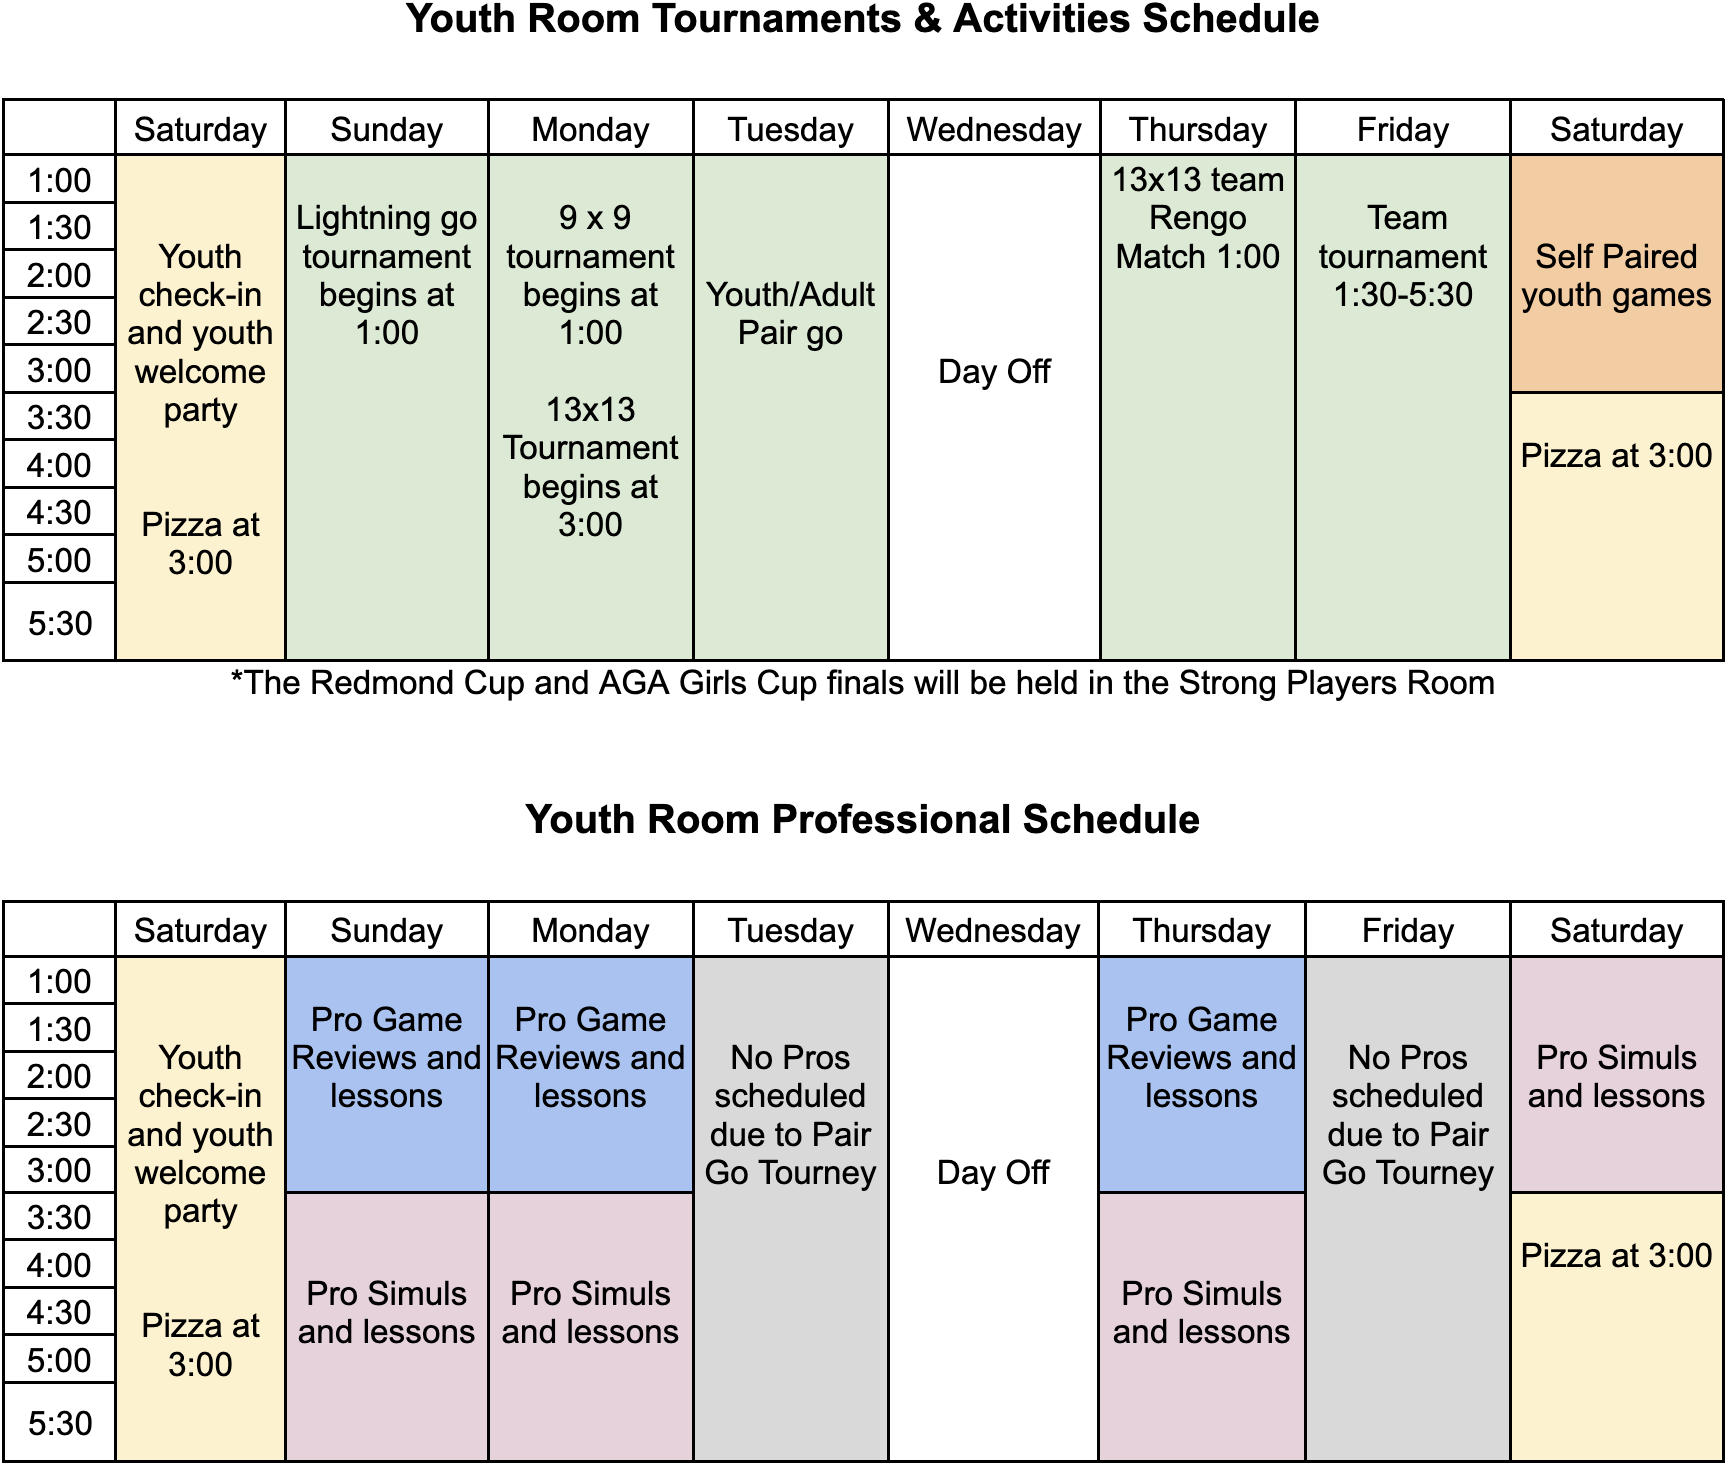 Youth Room Tournaments & Activities Schedule
Saturday Sunday Monday Tuesday Wednesday Thursday Friday Saturday
1:00
1:30
2:00
2:30
3:00
3:30
4:00
4:30
5:00
5:30
Youth
check-in
and youth
welcome
party
Pizza at
3:00
Lightning go
tournament
begins at
1:00
9 x 9
tournament
begins at
1:00
13x13
Tournament
begins at
3:00
Youth/Adult
Pair go
Day Off
13x13 team
Rengo
Match 1:00
Team
tournament
1:30-5:30
Self Paired
youth games
Pizza at 3:00
*The Redmond Cup and AGA Girls Cup finals will be held in the Strong Players Room
Youth Room Professional Schedule
Saturday Sunday Monday Tuesday Wednesday Thursday Friday Saturday
1:00
1:30
2:00
2:30
3:00
3:30
4:00
4:30
5:00
5:30
Youth
check-in
and youth
welcome
party
Pizza at
3:00
Pro Game
Reviews and
lessons
Pro Simuls
and lessons
Pro Game
Reviews and
lessons
Pro Simuls
and lessons
No Pros
scheduled
due to Pair
Go Tourney
Day Off
Pro Game
Reviews and
lessons
Pro Simuls
and lessons
No Pros
scheduled
due to Pair
Go Tourney
Pro Simuls
and lessons
Pizza at 3:00